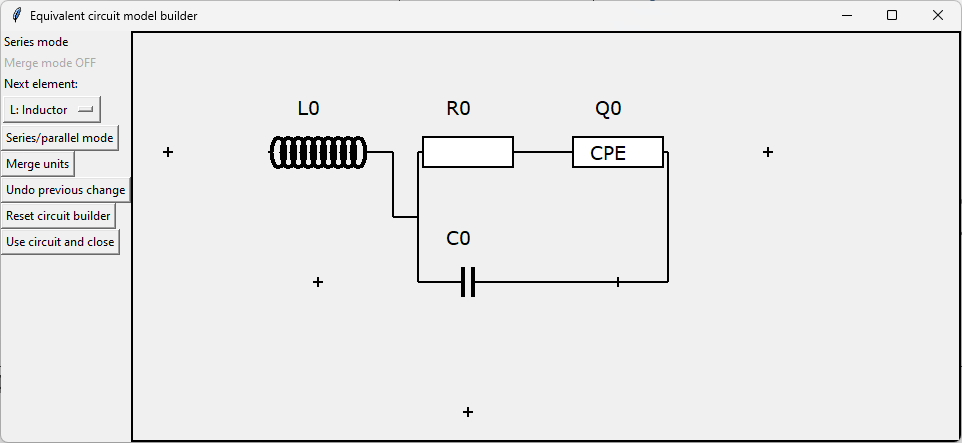 Equivalent circuit model builder
Series mode
Merge mode OFF
Next element:
L: Inductor
Series/parallel mode
Merge units
Undo previous change
Reset circuit builder
Use circuit and close
L0 R0 Q0
CPE
C0